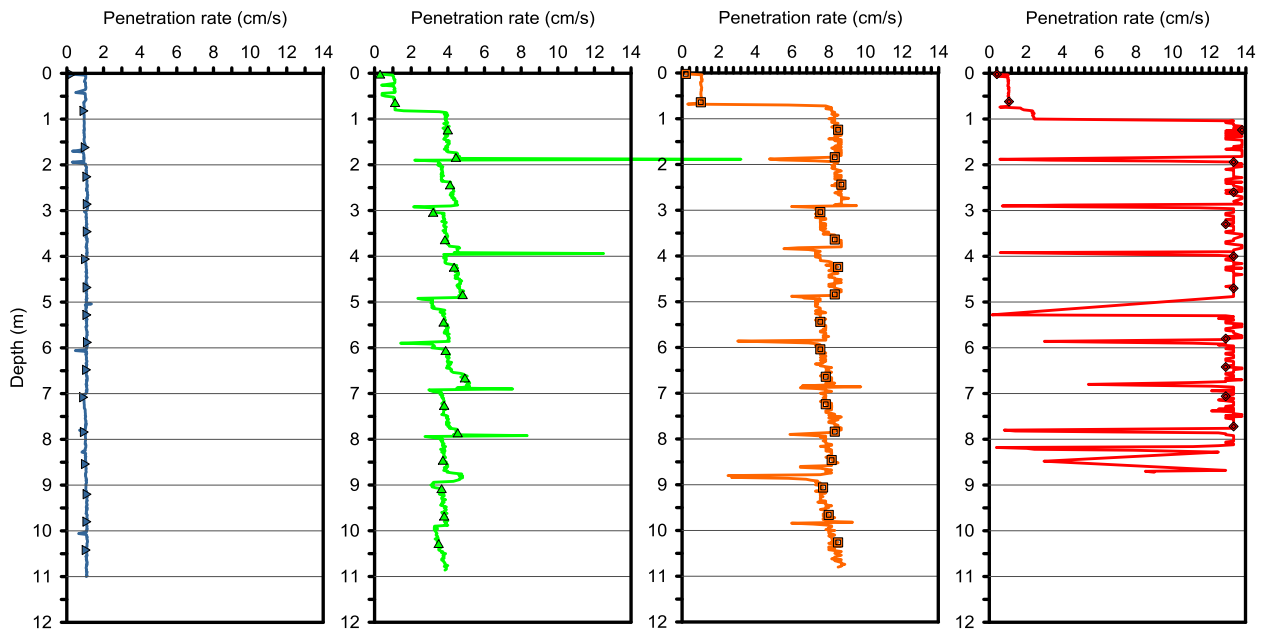 Penetration rate (cm/s) Penetration rate (cm/s) Penetration rate (cm/s) Penetration rate (cm/s)
0 2 4 6 8 10 12 14 0 2 4 6 8 10 12 14 0 2 4 6 8 10 12 14 0 2 4 6 8 10 12 14
0 0 0 0
1 1 1 1
2 2 2 2
3 3 3 3
4 4 4 4
5 5 5 5
Depth (m)
6 6 6 6
7 7 7 7
8 8 8 8
9 9 9 9
10 10 10 10
11 11 11 11
12 12 12 12